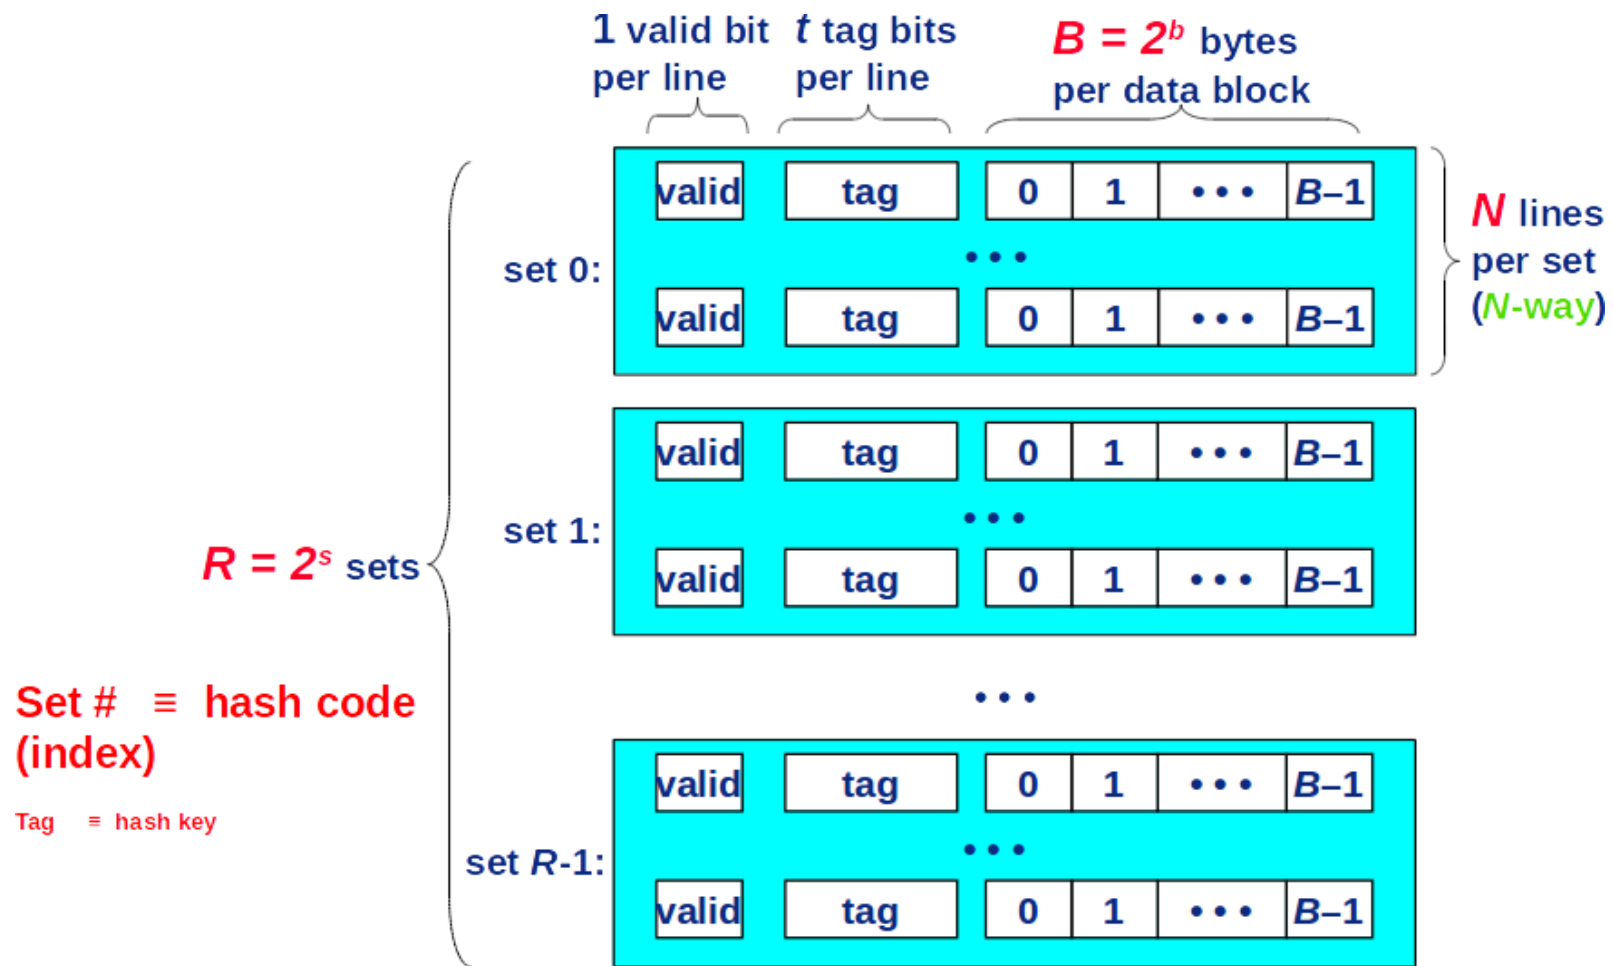 1 valid bit
per line
t tag bits
per line
B = 2ᵇ bytes
per data block
valid tag 0 1 • • • B–1
• • •
set 0:
valid tag 0 1 • • • B–1
N lines
per set
(N-way)
valid tag 0 1 • • • B–1
• • •
set 1:
valid tag 0 1 • • • B–1
R = 2ˢ sets
• • •
Set # ≡ hash code
(index)
Tag ≡ hash key
valid tag 0 1 • • • B–1
• • •
set R-1:
valid tag 0 1 • • • B–1